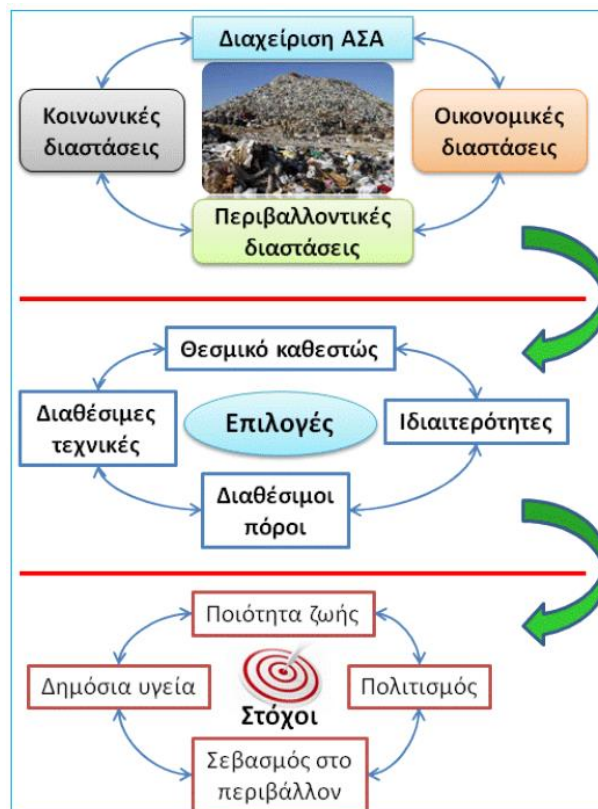 Διαχείριση ΑΣΑ
Κοινωνικές
διαστάσεις
Οικονομικές
διαστάσεις
Περιβαλλοντικές
διαστάσεις
Θεσμικό καθεστώς
Διαθέσιμες
τεχνικές
Επιλογές
Ιδιαιτερότητες
Διαθέσιμοι
πόροι
Ποιότητα ζωής
Δημόσια υγεία
Πολιτισμός
Στόχοι
Σεβασμός στο
περιβάλλον